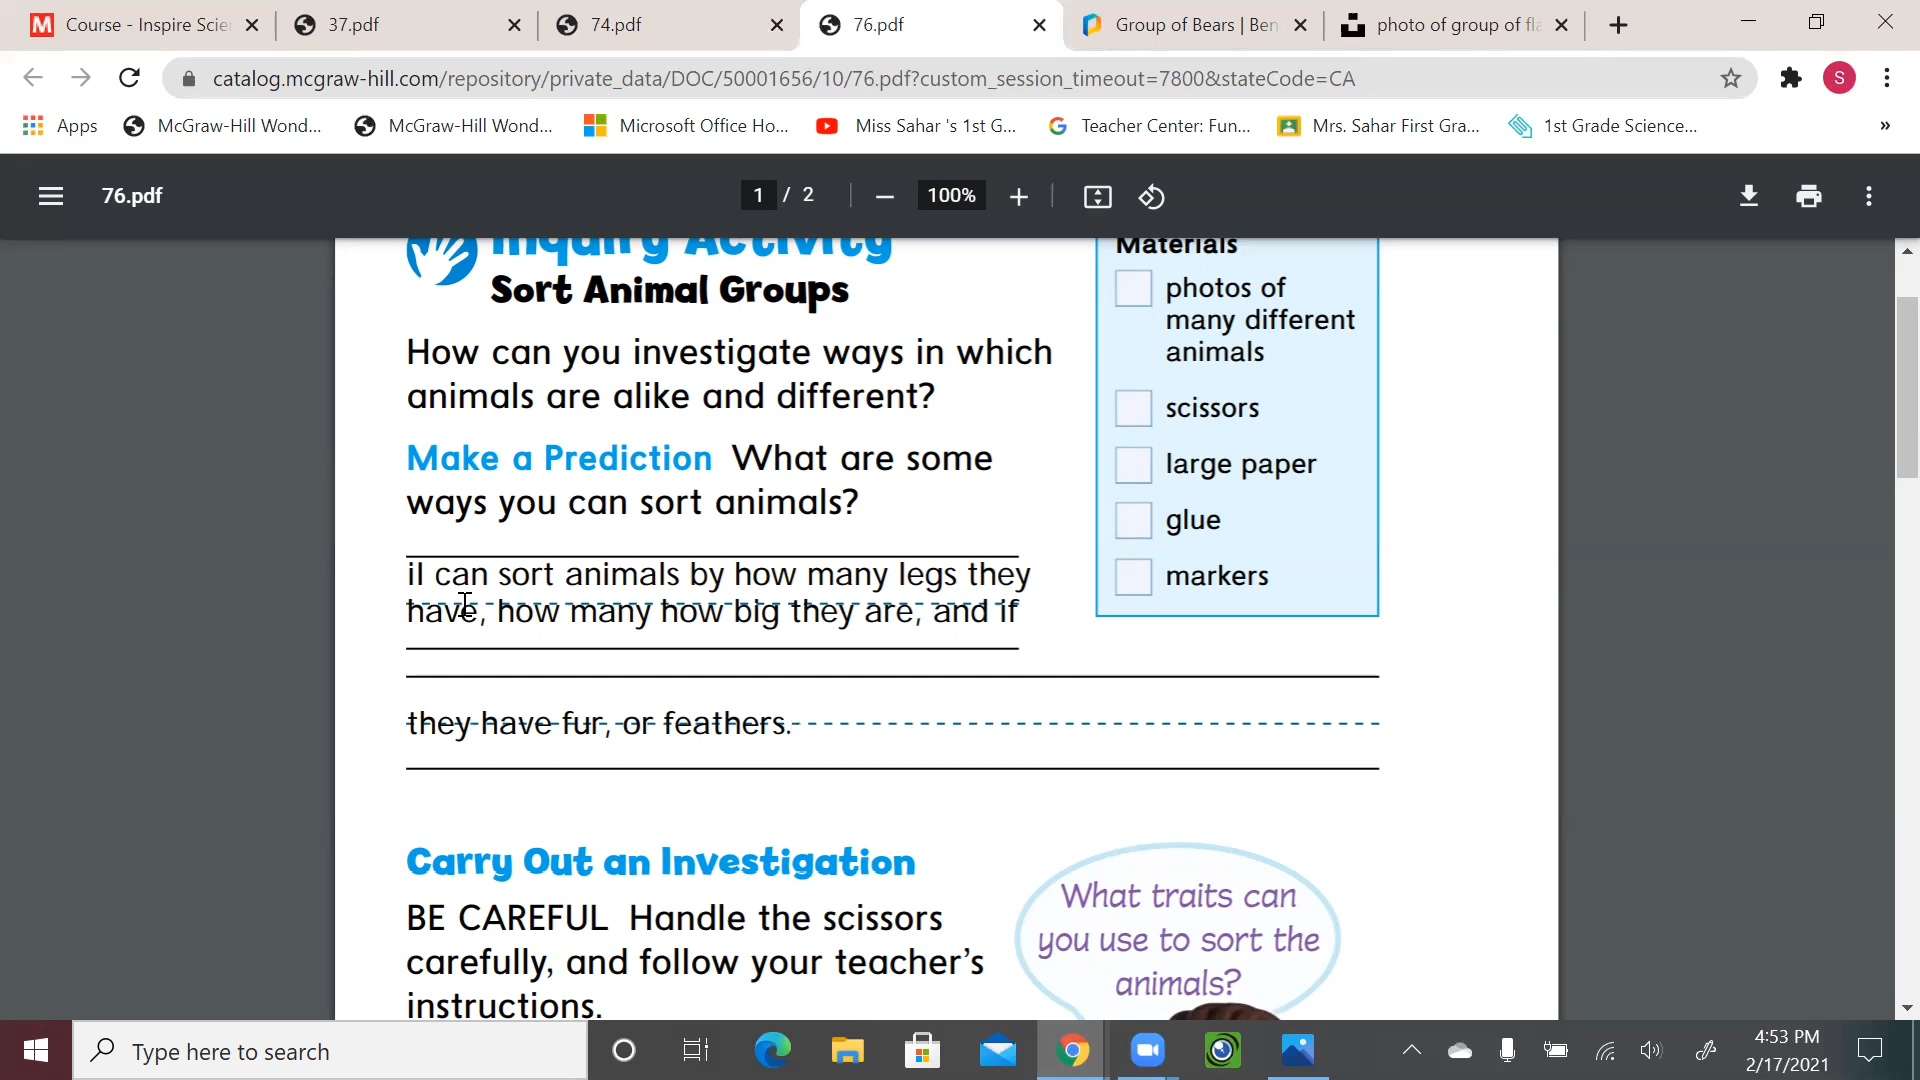 Course - Inspire Scie
37.pdf
74.pdf
76.pdf
Group of Bears | Ben
photo of group of fla
catalog.mcgraw-hill.com/repository/private_data/DOC/50001656/10/76.pdf?custom_session_timeout=7800&stateCode=CA
S
Apps
McGraw-Hill Wond...
McGraw-Hill Wond...
Microsoft Office Ho...
Miss Sahar 's 1st G...
Teacher Center: Fun...
Mrs. Sahar First Gra...
1st Grade Science...
»
76.pdf
1 / 2
100%
Inquiry Activity
Sort Animal Groups
How can you investigate ways in which
animals are alike and different?
Make a Prediction What are some
ways you can sort animals?
iI can sort animals by how many legs they
have, how many how big they are, and if
they have fur, or feathers.
Materials
photos of
many different
animals
scissors
large paper
glue
markers
Carry Out an Investigation
BE CAREFUL Handle the scissors
carefully, and follow your teacher's
instructions.
What traits can
you use to sort the
animals?
Type here to search
4:53 PM
2/17/2021